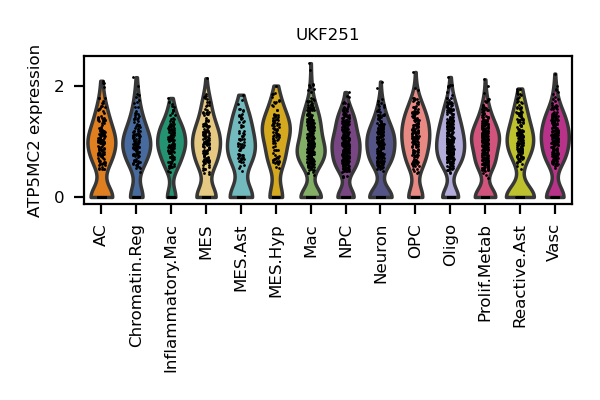 UKF251
ATP5MC2 expression
2
0
AC
Chromatin.Reg
Inflammatory.Mac
MES
MES.Ast
MES.Hyp
Mac
NPC
Neuron
OPC
Oligo
Prolif.Metab
Reactive.Ast
Vasc